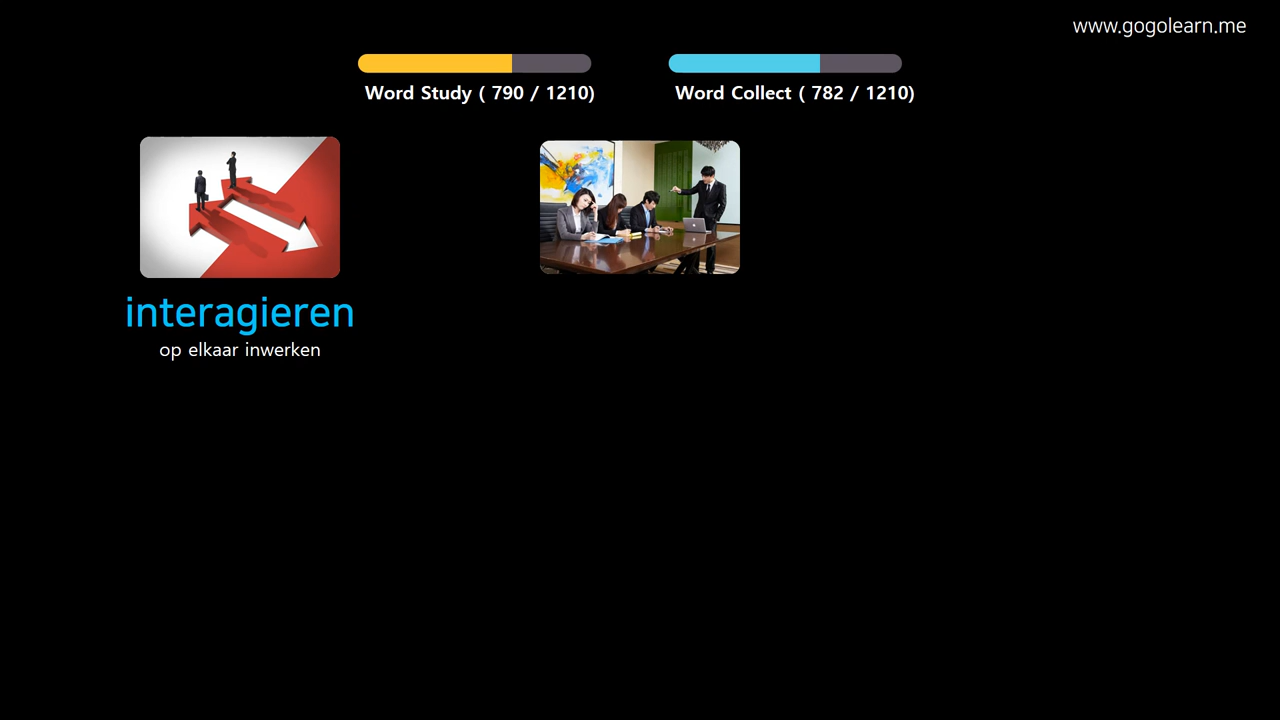 www.gogolearn.me
Word Study ( 790 / 1210)
Word Collect ( 782 / 1210)
interagieren
op elkaar inwerken